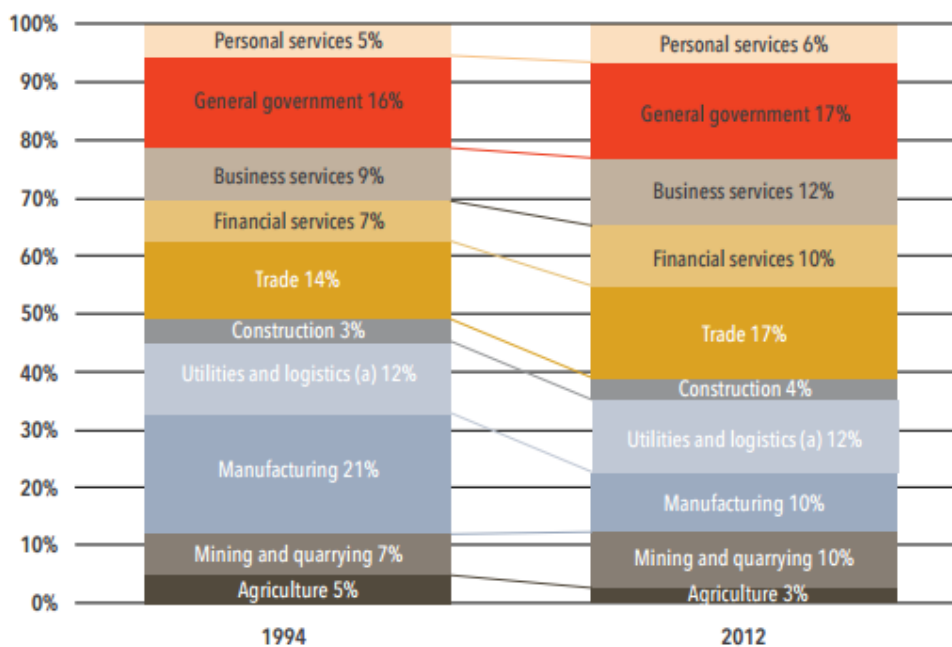 100%
90%
80%
70%
60%
50%
40%
30%
20%
10%
0%
Personal services 5%
General government 16%
Business services 9%
Financial services 7%
Trade 14%
Construction 3%
Utilities and logistics (a) 12%
Manufacturing 21%
Mining and quarrying 7%
Agriculture 5%
Personal services 6%
General government 17%
Business services 12%
Financial services 10%
Trade 17%
Construction 4%
Utilities and logistics (a) 12%
Manufacturing 10%
Mining and quarrying 10%
Agriculture 3%
1994
2012